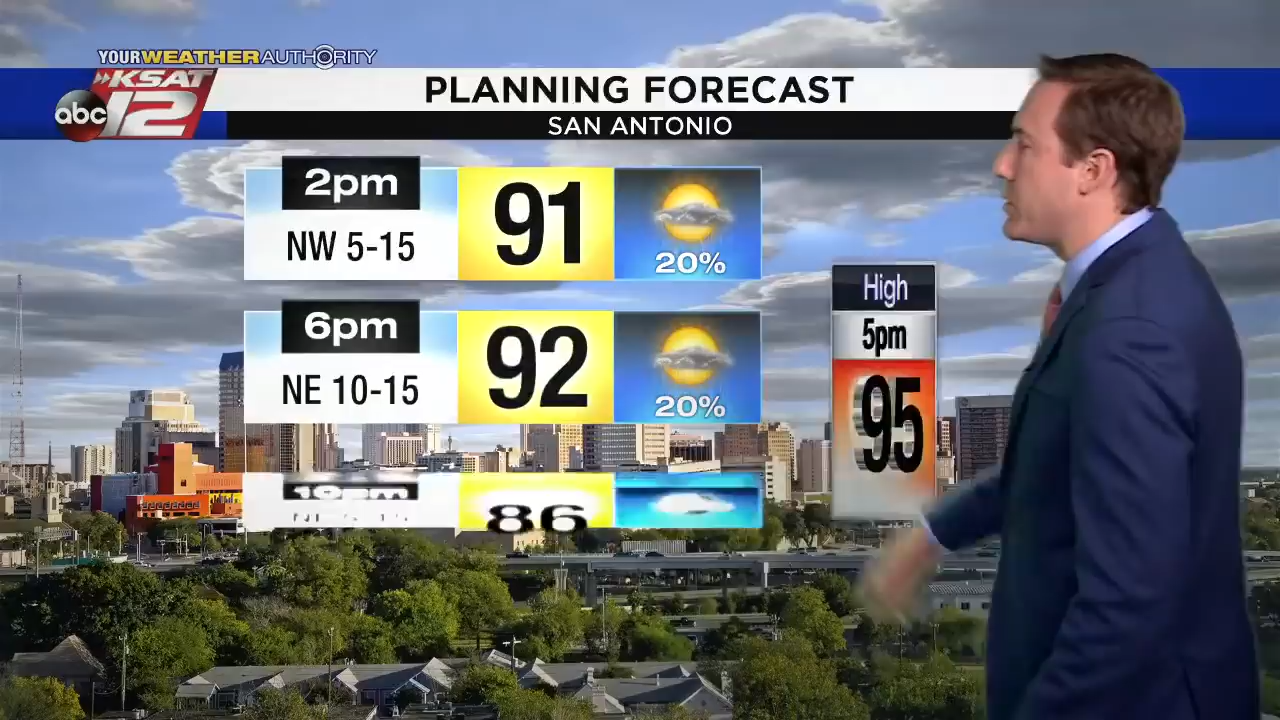 YOURWEATHERAUTHORITY
KSAT
abc 12
PLANNING FORECAST
SAN ANTONIO
2pm
NW 5-15
91
20%
6pm
NE 10-15
92
20%
10pm
86
High
5pm
95